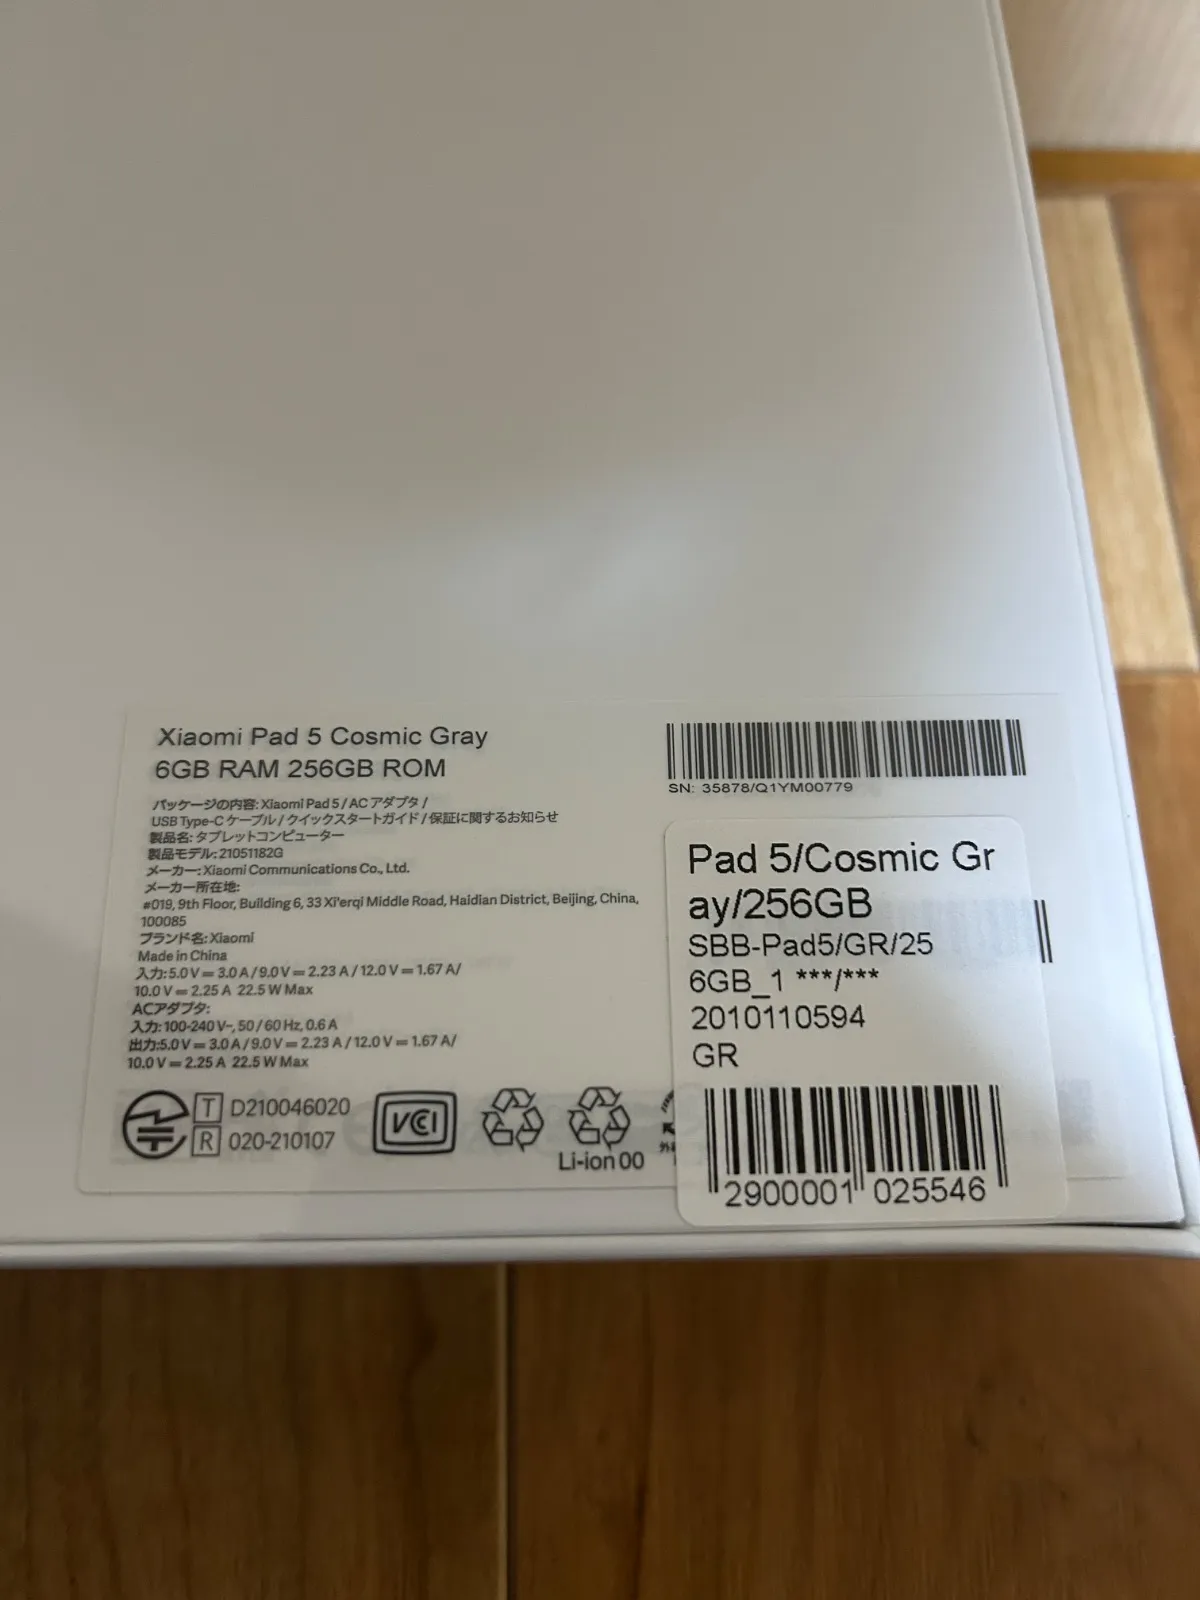 Xiaomi Pad 5 Cosmic Gray
6GB RAM 256GB ROM
パッケージの内容: Xiaomi Pad 5 / AC アダプタ /
USB Type-C ケーブル / クイックスタートガイド / 保証に関するお知らせ
製品名: タブレットコンピューター
製品モデル: 21051182G
メーカー: Xiaomi Communications Co., Ltd.
メーカー所在地:
#019, 9th Floor, Building 6, 33 Xi'erqi Middle Road, Haidian District, Beijing, China,
100085
ブランド名: Xiaomi
Made in China
入力: 5.0 V ⎓ 3.0 A / 9.0 V ⎓ 2.23 A / 12.0 V ⎓ 1.67 A/
10.0 V ⎓ 2.25 A 22.5 W Max
ACアダプタ:
入力: 100-240 V~, 50 / 60 Hz, 0.6 A
出力:5.0 V ⎓ 3.0 A / 9.0 V ⎓ 2.23 A / 12.0 V ⎓ 1.67 A/
10.0 V ⎓ 2.25 A 22.5 W Max
T D210046020
R 020-210107
VCCI
Li-ion 00
SN: 35878/Q1YM00779
Pad 5/Cosmic Gr
ay/256GB
SBB-Pad5/GR/25
6GB_1 ***/***
2010110594
GR
2900001 025546